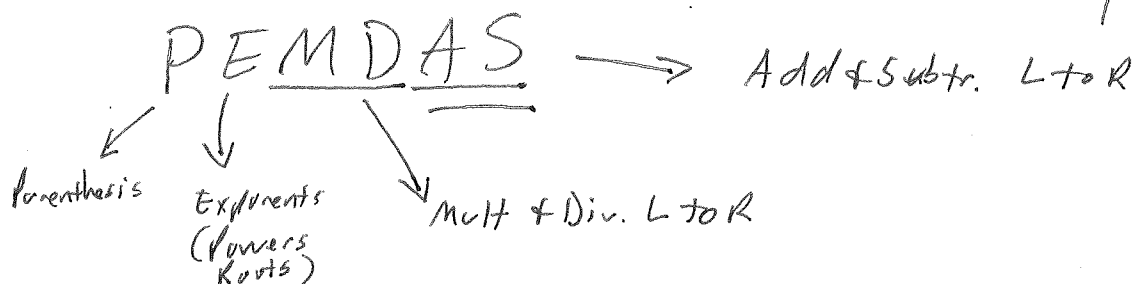 PEMDAS
Add & Subtr. L to R
Parenthesis
Exponents
(Powers
Roots)
Mult & Div. L to R